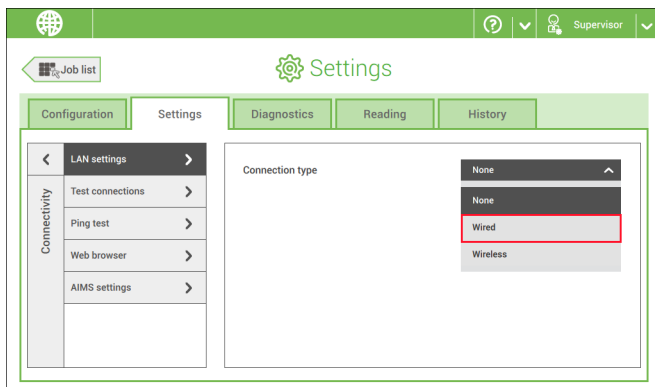 Supervisor
Job list
Settings
Configuration
Settings
Diagnostics
Reading
History
Connectivity
LAN settings
Test connections
Ping test
Web browser
AIMS settings
Connection type
None
None
Wired
Wireless